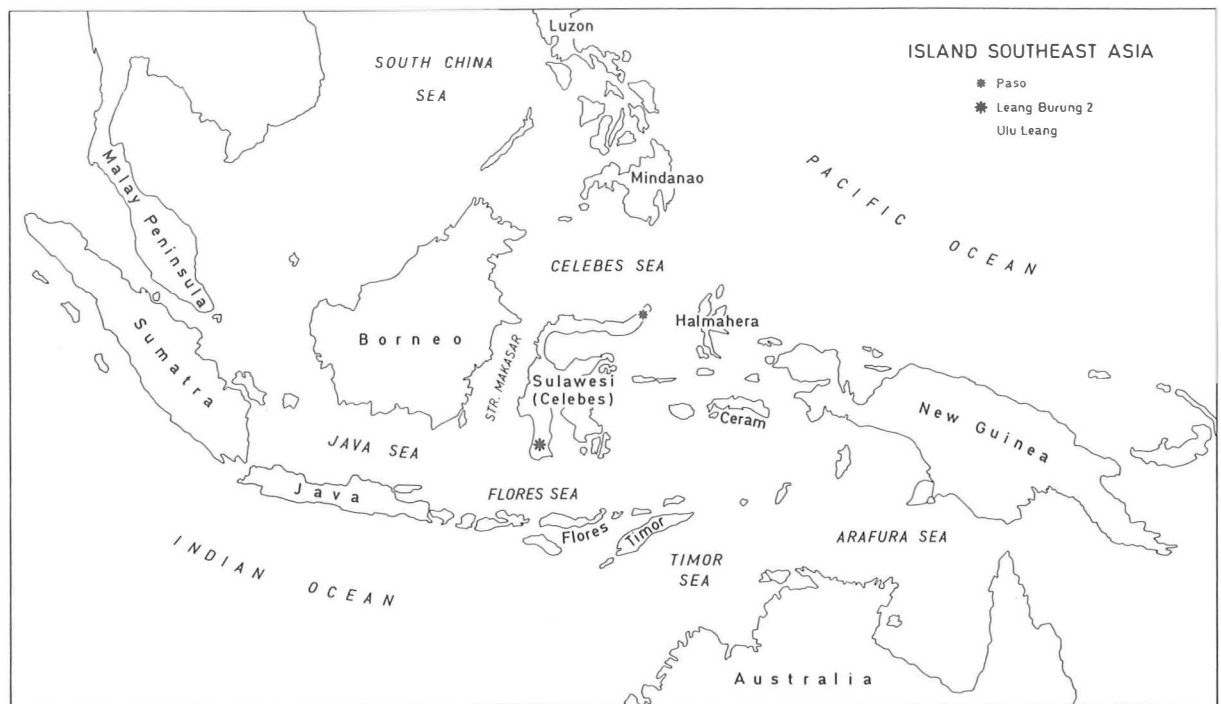 Luzon
ISLAND SOUTHEAST ASIA
SOUTH CHINA
SEA
Paso
Leang Burung 2
Ulu Leang
Malay Peninsula
Mindanao
PACIFIC OCEAN
CELEBES SEA
Sumatra
Borneo
STR. MAKASAR
Halmahera
Sulawesi
(Celebes)
Ceram
New Guinea
JAVA SEA
Java
FLORES SEA
Flores
Timor
ARAFURA SEA
INDIAN OCEAN
TIMOR
SEA
Australia